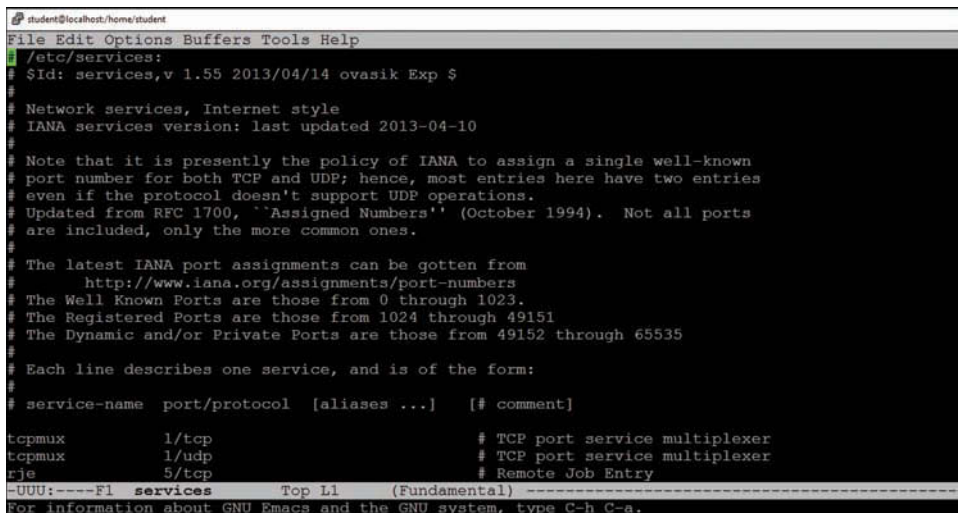 student@localhost:/home/student
File Edit Options Buffers Tools Help
# /etc/services:
# $Id: services,v 1.55 2013/04/14 ovasik Exp $
#
# Network services, Internet style
# IANA services version: last updated 2013-04-10
#
# Note that it is presently the policy of IANA to assign a single well-known
# port number for both TCP and UDP; hence, most entries here have two entries
# even if the protocol doesn't support UDP operations.
# Updated from RFC 1700, ``Assigned Numbers'' (October 1994).  Not all ports
# are included, only the more common ones.
#
# The latest IANA port assignments can be gotten from
#       http://www.iana.org/assignments/port-numbers
# The Well Known Ports are those from 0 through 1023.
# The Registered Ports are those from 1024 through 49151
# The Dynamic and/or Private Ports are those from 49152 through 65535
#
# Each line describes one service, and is of the form:
#
# service-name  port/protocol  [aliases ...]   [# comment]
tcpmux          1/tcp                           # TCP port service multiplexer
tcpmux          1/udp                           # TCP port service multiplexer
rje             5/tcp                           # Remote Job Entry
-UUU:----F1  services       Top L1     (Fundamental) ------------------------------------------
For information about GNU Emacs and the GNU system, type C-h C-a.